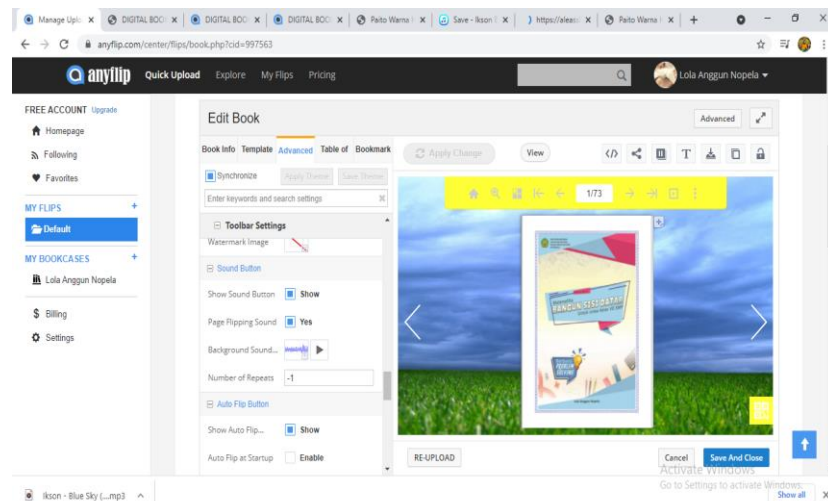 Manage Uplo
DIGITAL BOO
DIGITAL BOO
DIGITAL BOO
Paito Warna
Save - Ikson
https://aleaso
Paito Warna
anyflip.com/center/flips/book.php?cid=997563
anyflip Quick Upload Explore My Flips Pricing
Lola Anggun Nopela
FREE ACCOUNT Upgrade
Homepage
Following
Favorites
MY FLIPS +
Default
MY BOOKCASES +
Lola Anggun Nopela
Billing
Settings
Edit Book
Advanced
Book Info Template Advanced Table of Bookmark
Synchronize Apply Theme Save Theme
Enter keywords and search settings
Toolbar Settings
Watermark Image
Sound Button
Show Sound Button Show
Page Flipping Sound Yes
Background Sound...
Number of Repeats -1
Auto Flip Button
Show Auto Flip... Show
Auto Flip at Startup Enable
Apply Change View
1/73
BANGUN SISI DATAR
RE-UPLOAD
Cancel Save And Close
Activate Windows
Go to Settings to activate Windows.
Ikson - Blue Sky (....mp3
Show all